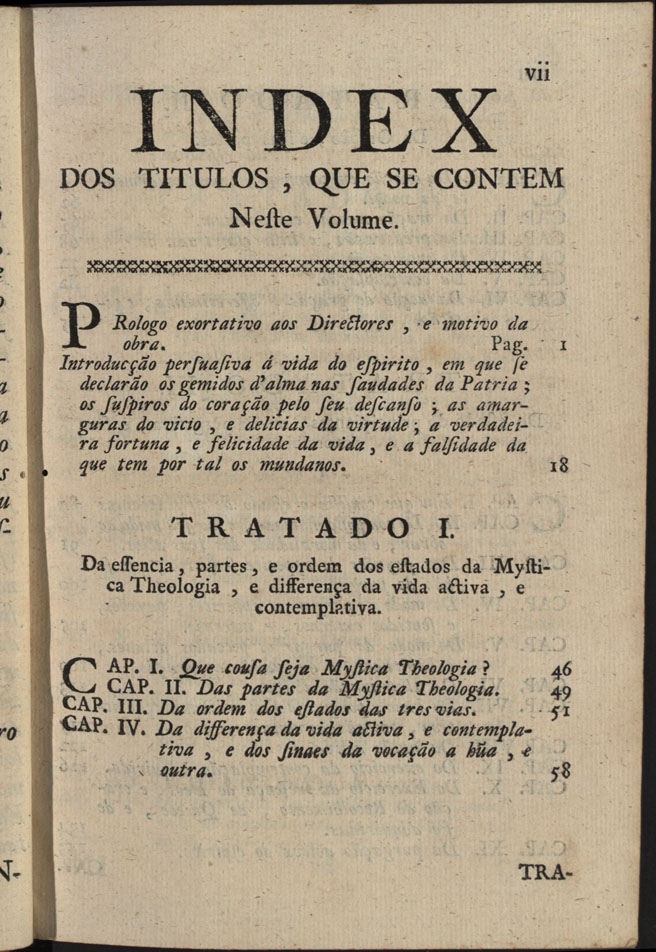 vii
INDEX
DOS TITULOS , QUE SE CONTEM
Neſte Volume.
PRologo exortativo aos Directores , e motivo da
obra. Pag. 1
Introducção perſuaſiva á vida do eſpirito , em que ſe
declarão os gemidos d'alma nas ſaudades da Patria ;
os ſuſpiros do coração pelo ſeu deſcanſo ; as amar-
guras do vicio , e delicias da virtude ; a verdadei-
ra fortuna , e felicidade da vida , e a falſidade da
que tem por tal os mundanos. 18
TRATADO I.
Da eſſencia, partes, e ordem dos eſtados da Myſti-
ca Theologia , e differença da vida activa , e
contemplativa.
CAP. I. Que couſa ſeja Myſtica Theologia ? 46
CAP. II. Das partes da Myſtica Theologia. 49
CAP. III. Da ordem dos eſtados das tres vias. 51
CAP. IV. Da differença da vida activa , e contempla-
tiva , e dos ſinaes da vocação a hũa , e
outra. 58
TRA-